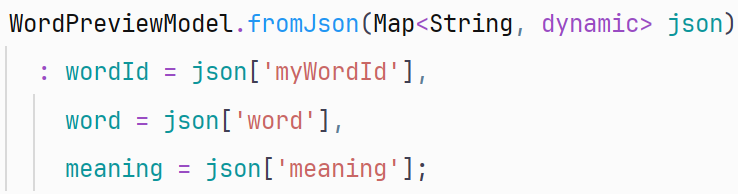 WordPreviewModel.fromJson(Map<String, dynamic> json)
: wordId = json['myWordId'],
word = json['word'],
meaning = json['meaning'];